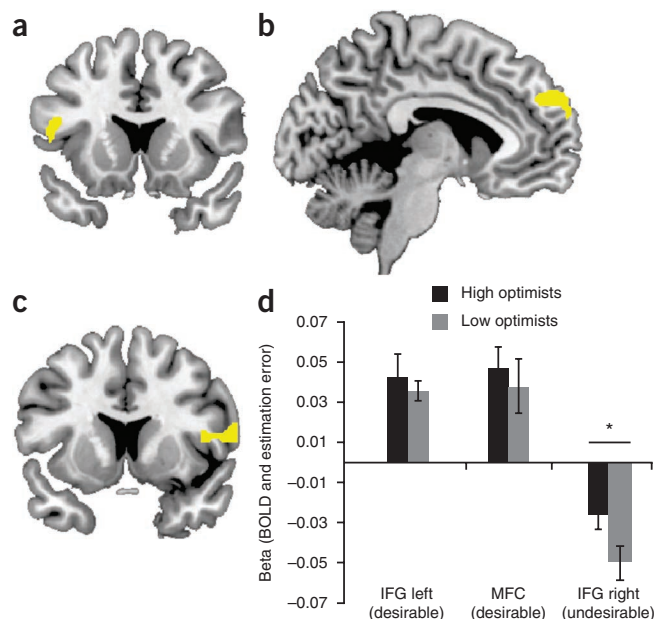 a
b
c
d
High optimists
Low optimists
Beta (BOLD and estimation error)
0.07
0.05
0.03
0.01
−0.01
−0.03
−0.05
−0.07
*
IFG left
(desirable)
MFC
(desirable)
IFG right
(undesirable)